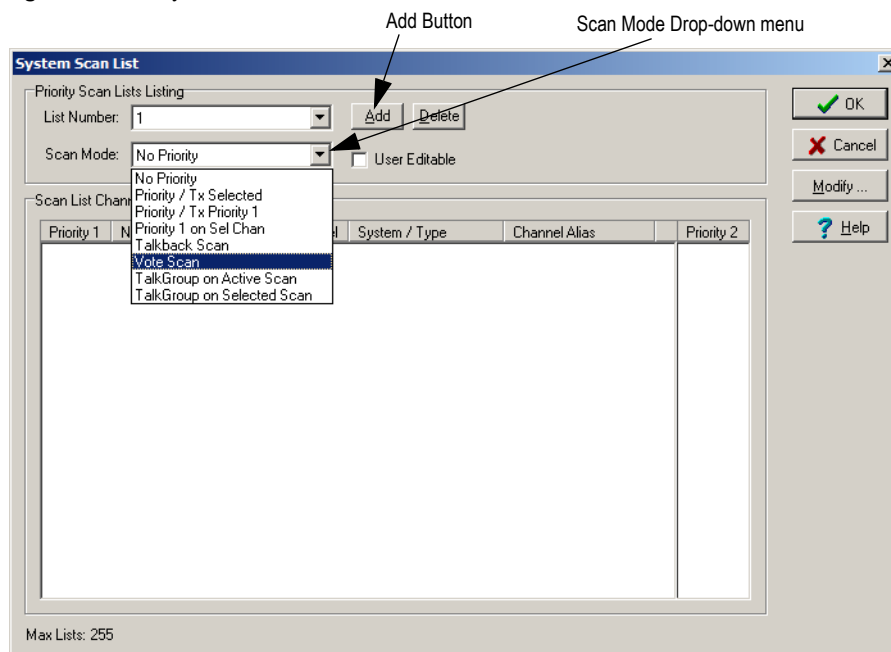 Add Button
Scan Mode Drop-down menu
System Scan List
Priority Scan Lists Listing
List Number: 1
Add
Delete
OK
Scan Mode: No Priority
User Editable
Cancel
No Priority
Priority / Tx Selected
Priority / Tx Priority 1
Priority 1 on Sel Chan
Talkback Scan
Vote Scan
TalkGroup on Active Scan
TalkGroup on Selected Scan
Modify ...
Help
Scan List
Priority 1
System / Type
Channel Alias
Priority 2
Max Lists: 255